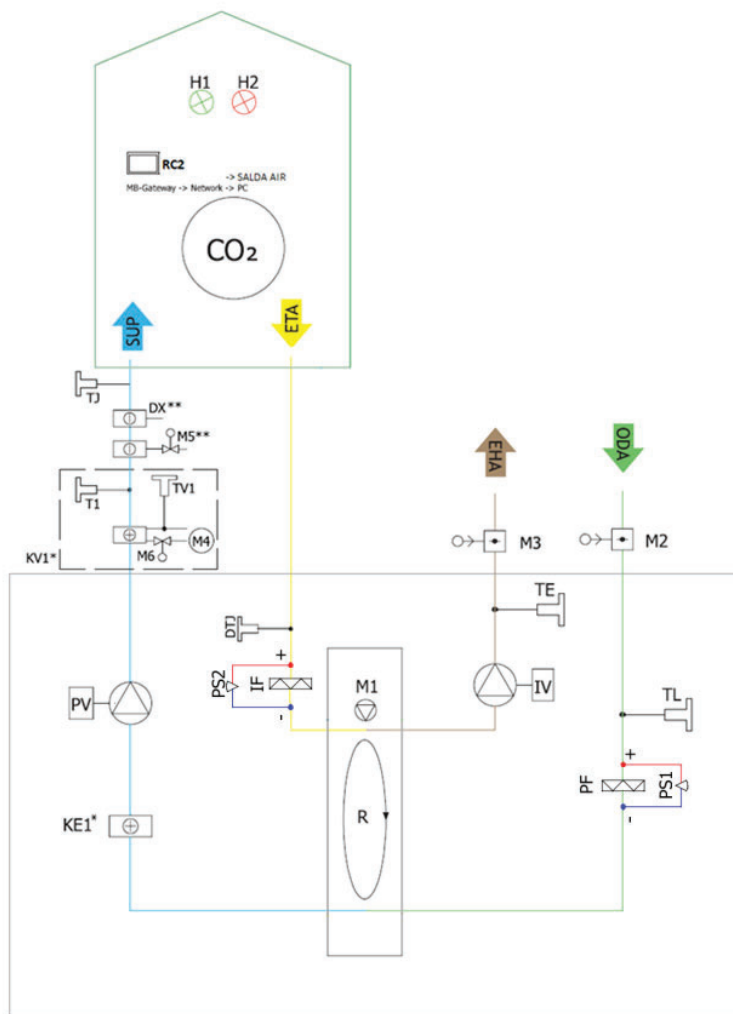 H1 H2
RC2
-> SALDA AIR
MB-Gateway -> Network -> PC
CO₂
SUP
ETA
TJ
DX**
M5**
EHA
ODA
T1
TV1
M4
M6
KV1*
M3
M2
TE
DTJ
+
PS2
IF
-
M1
PV
IV
TL
+
PF
PS1
-
KE1*
R